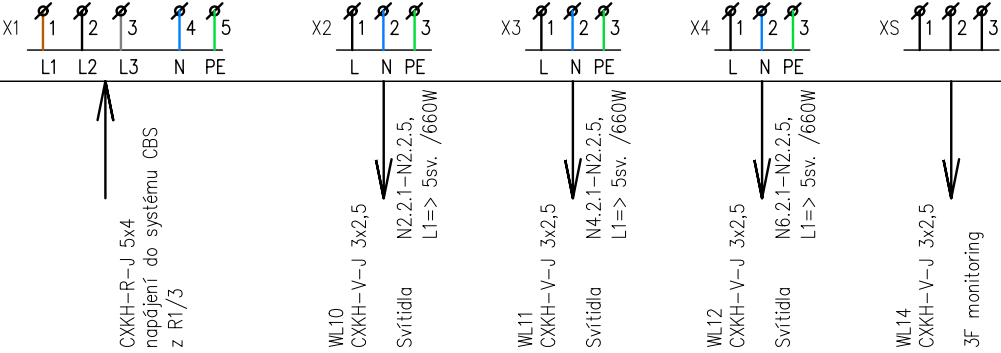 X1 1 2 3 4 5
L1 L2 L3 N PE
X2 1 2 3
L N PE
X3 1 2 3
L N PE
X4 1 2 3
L N PE
XS 1 2 3
CXKH-R-J 5x4
napájení do systému CBS
z R1/3
WL10
CXKH-V-J 3x2,5
N2.2.1-N2.2.5,
Svítidla
L1=> 5sv. /660W
WL11
CXKH-V-J 3x2,5
N4.2.1-N2.2.5,
Svítidla
L1=> 5sv. /660W
WL12
CXKH-V-J 3x2,5
N6.2.1-N2.2.5,
Svítidla
L1=> 5sv. /660W
WL14
CXKH-V-J 3x2,5
3F monitoring